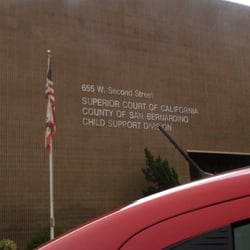 655 W. Second Street
SUPERIOR COURT OF CALIFORNIA
COUNTY OF SAN BERNARDINO
CHILD SUPPORT DIVISION